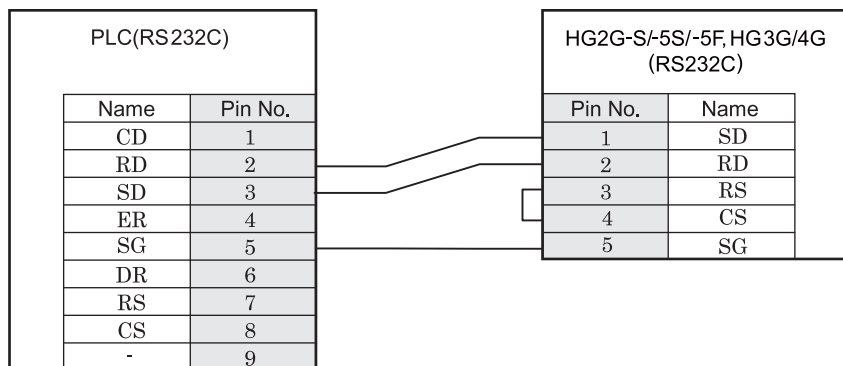 PLC(RS232C)
Name Pin No.
CD 1
RD 2
SD 3
ER 4
SG 5
DR 6
RS 7
CS 8
- 9
HG2G-S/-5S/-5F, HG3G/4G
(RS232C)
Pin No. Name
1 SD
2 RD
3 RS
4 CS
5 SG